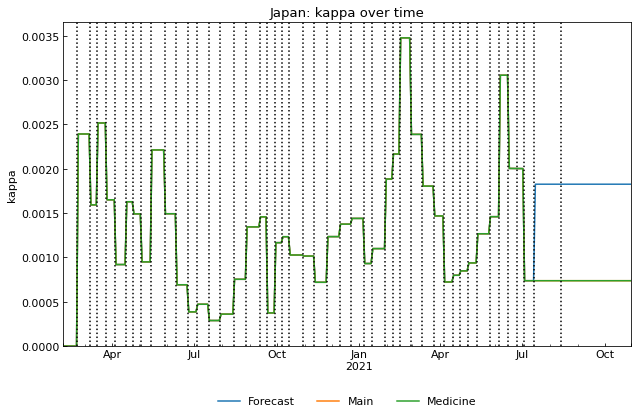 Japan: kappa over time
0.0035
0.0030
0.0025
0.0020
0.0015
0.0010
0.0005
0.0000
kappa
Apr Jul Oct Jan Apr Jul Oct
2021
Forecast Main Medicine